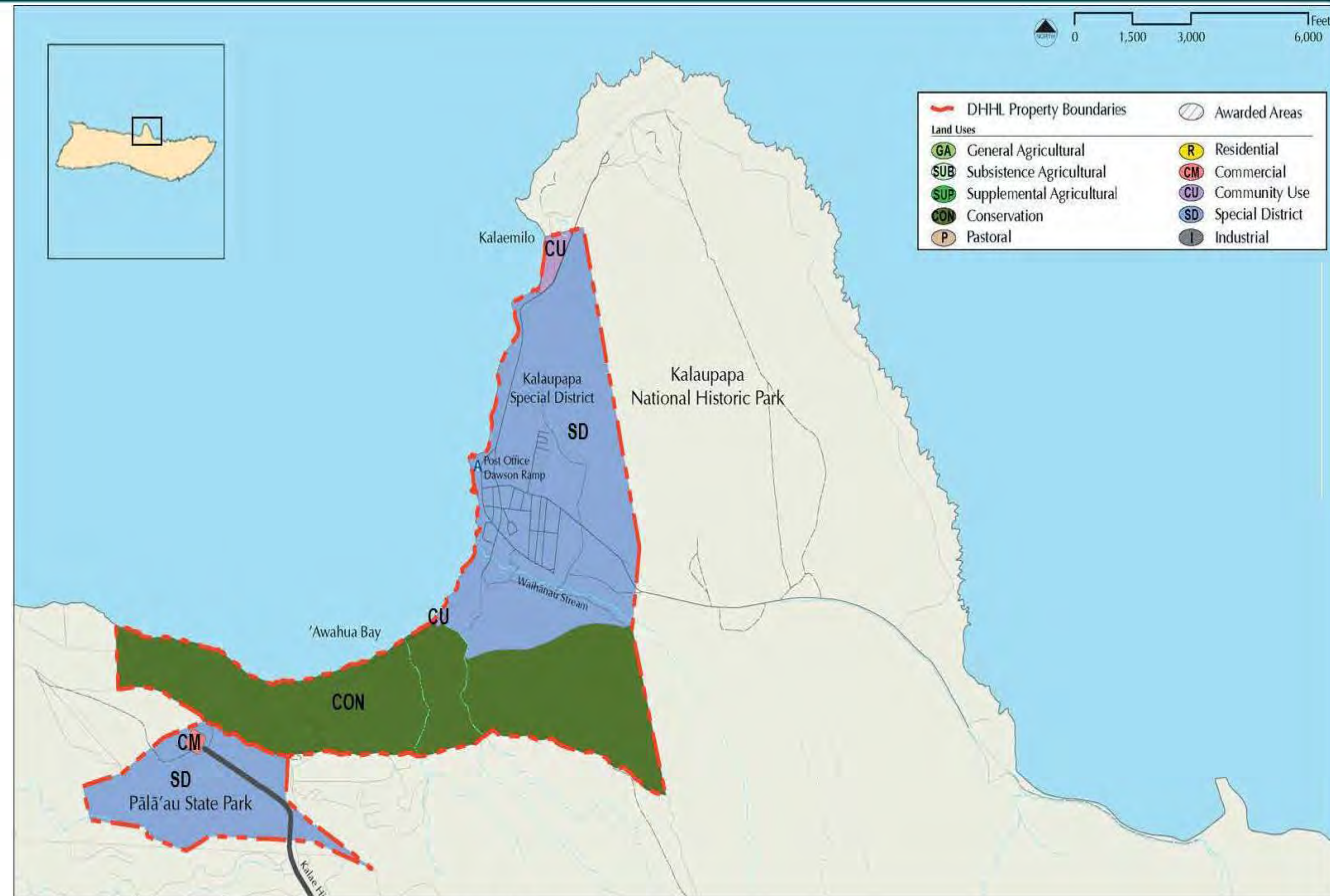 NORTH
Feet
0 1,500 3,000 6,000
DHHL Property Boundaries
Awarded Areas
Land Uses
GA General Agricultural
SUB Subsistence Agricultural
SUP Supplemental Agricultural
CON Conservation
P Pastoral
R Residential
CM Commercial
CU Community Use
SD Special District
I Industrial
Kalaemilo
CU
Kalaupapa
Special District
SD
Kalaupapa
National Historic Park
A
Post Office
Dawson Ramp
Waihānau Stream
CU
'Awahua Bay
CON
CM
SD
Pālā'au State Park
Kalae